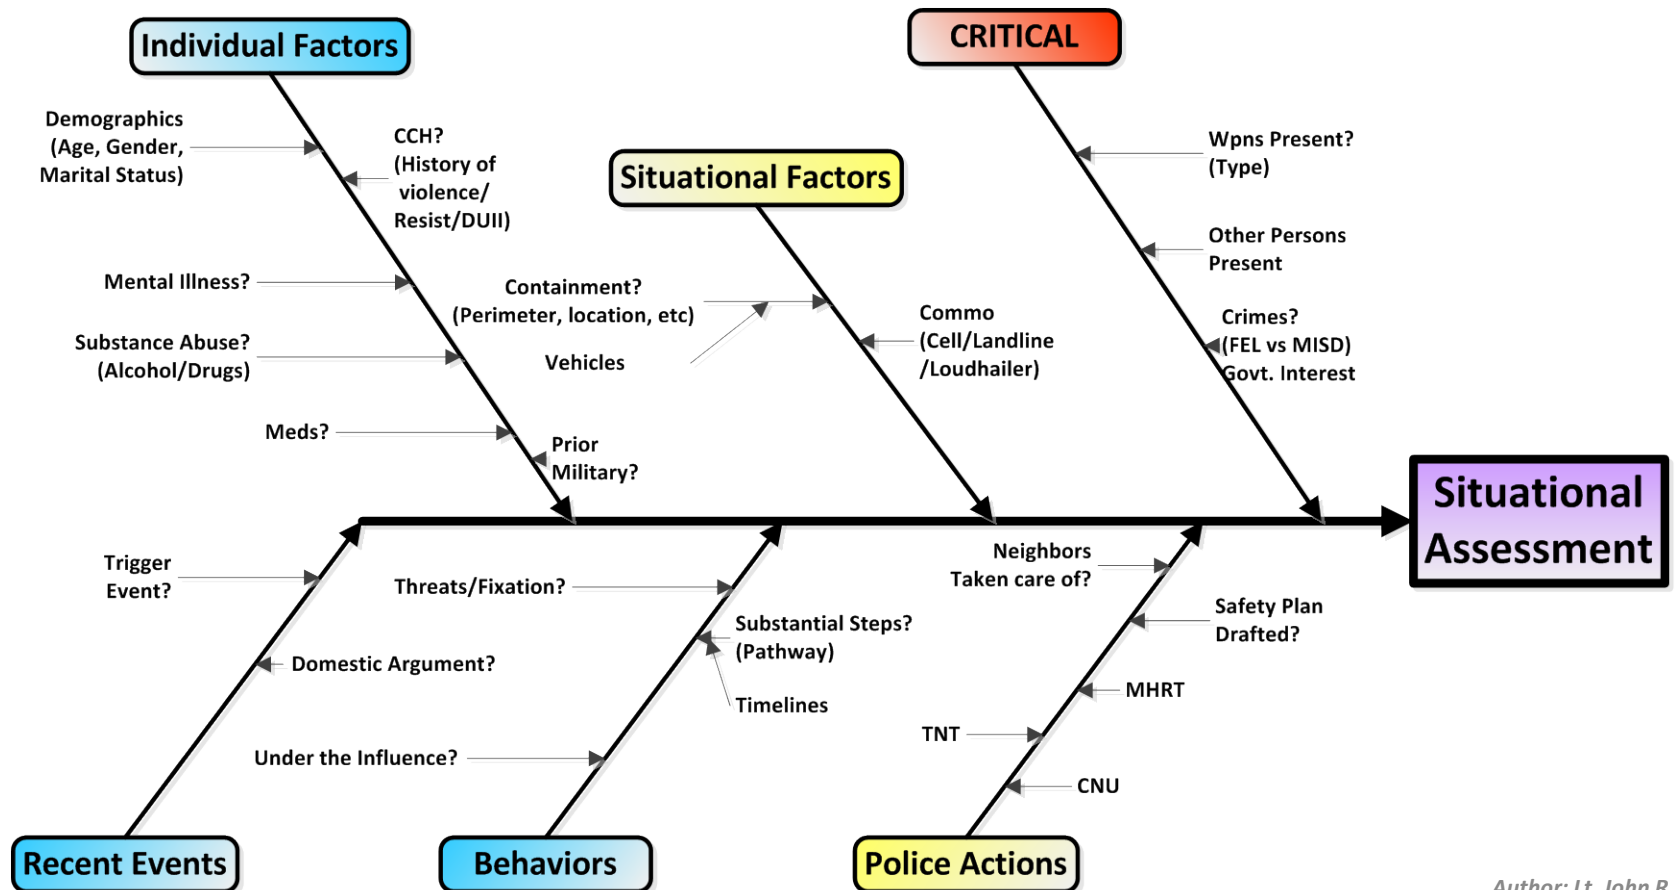 Individual Factors
CRITICAL
Demographics
(Age, Gender,
Marital Status)
CCH?
(History of
violence/
Resist/DUII)
Mental Illness?
Substance Abuse?
(Alcohol/Drugs)
Meds?
Prior
Military?
Situational Factors
Containment?
(Perimeter, location, etc)
Vehicles
Commo
(Cell/Landline
/Loudhailer)
Wpns Present?
(Type)
Other Persons
Present
Crimes?
(FEL vs MISD)
Govt. Interest
Situational
Assessment
Trigger
Event?
Domestic Argument?
Recent Events
Threats/Fixation?
Substantial Steps?
(Pathway)
Timelines
Under the Influence?
Behaviors
Neighbors
Taken care of?
Safety Plan
Drafted?
MHRT
TNT
CNU
Police Actions
Author: Lt. John R